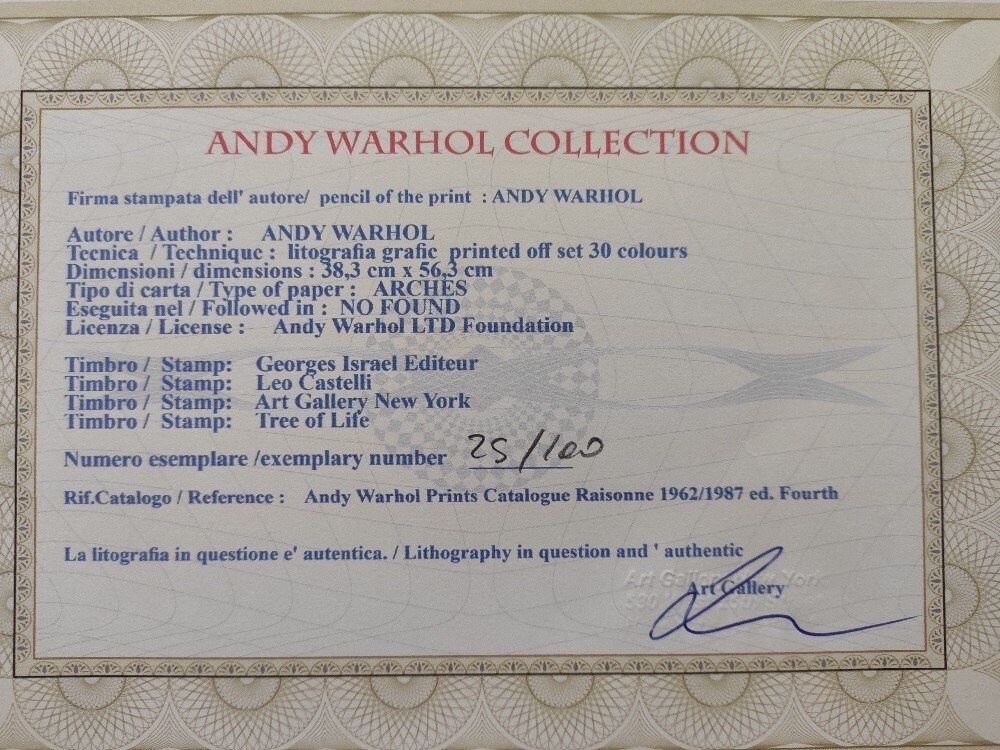 ANDY WARHOL COLLECTION
Firma stampata dell' autore/ pencil of the print : ANDY WARHOL
Autore / Author : ANDY WARHOL
Tecnica / Technique : litografia grafic printed off set 30 colours
Dimensioni / dimensions : 38,3 cm x 56,3 cm
Tipo di carta / Type of paper : ARCHES
Eseguita nel / Followed in : NO FOUND
Licenza / License : Andy Warhol LTD Foundation
Timbro / Stamp: Georges Israel Editeur
Timbro / Stamp: Leo Castelli
Timbro / Stamp: Art Gallery New York
Timbro / Stamp: Tree of Life
Numero esemplare /exemplary number 25/100
Rif.Catalogo / Reference : Andy Warhol Prints Catalogue Raisonne 1962/1987 ed. Fourth
La litografia in questione e' autentica. / Lithography in question and ' authentic
Art Gallery New York
Art Gallery